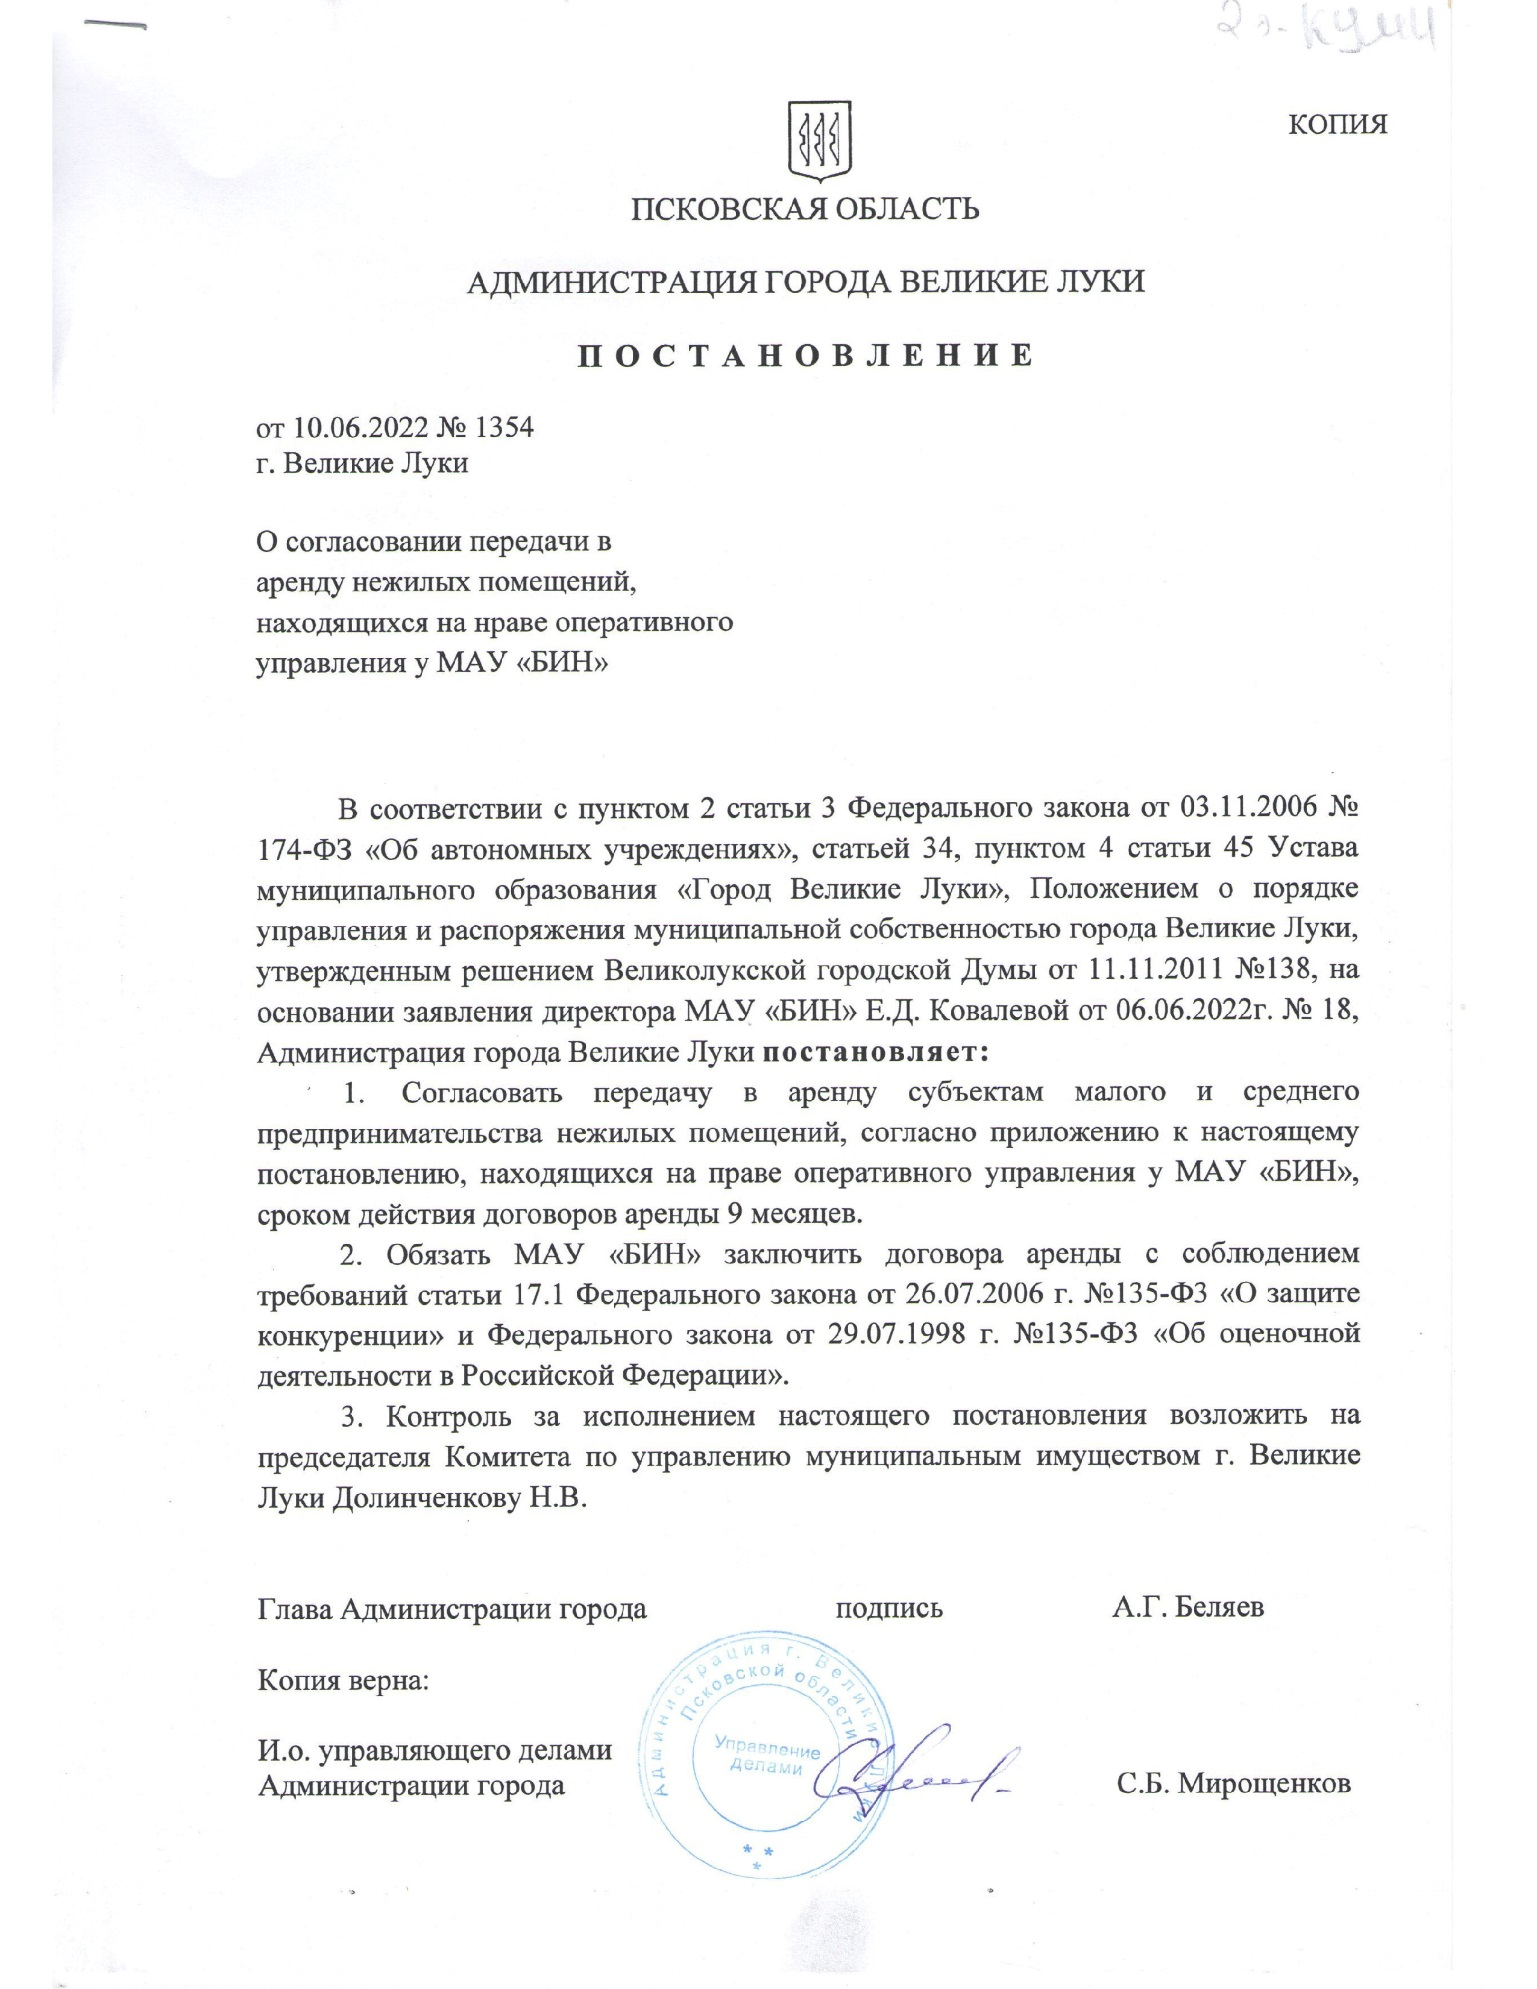 2э. КУМИ
КОПИЯ
ПСКОВСКАЯ ОБЛАСТЬ
АДМИНИСТРАЦИЯ ГОРОДА ВЕЛИКИЕ ЛУКИ
ПОСТАНОВЛЕНИЕ
от 10.06.2022 № 1354
г. Великие Луки
О согласовании передачи в
аренду нежилых помещений,
находящихся на нраве оперативного
управления у МАУ «БИН»
В соответствии с пунктом 2 статьи 3 Федерального закона от 03.11.2006 №
174-ФЗ «Об автономных учреждениях», статьей 34, пунктом 4 статьи 45 Устава
муниципального образования «Город Великие Луки», Положением о порядке
управления и распоряжения муниципальной собственностью города Великие Луки,
утвержденным решением Великолукской городской Думы от 11.11.2011 №138, на
основании заявления директора МАУ «БИН» Е.Д. Ковалевой от 06.06.2022г. № 18,
Администрация города Великие Луки постановляет:
1. Согласовать передачу в аренду субъектам малого и среднего
предпринимательства нежилых помещений, согласно приложению к настоящему
постановлению, находящихся на праве оперативного управления у МАУ «БИН»,
сроком действия договоров аренды 9 месяцев.
2. Обязать МАУ «БИН» заключить договора аренды с соблюдением
требований статьи 17.1 Федерального закона от 26.07.2006 г. №135-ФЗ «О защите
конкуренции» и Федерального закона от 29.07.1998 г. №135-ФЗ «Об оценочной
деятельности в Российской Федерации».
3. Контроль за исполнением настоящего постановления возложить на
председателя Комитета по управлению муниципальным имуществом г. Великие
Луки Долинченкову Н.В.
Глава Администрации города подпись А.Г. Беляев
Копия верна:
И.о. управляющего делами
Администрации города С.Б. Мирощенков
Администрация г. Великие Луки
Псковской области
Управление
делами